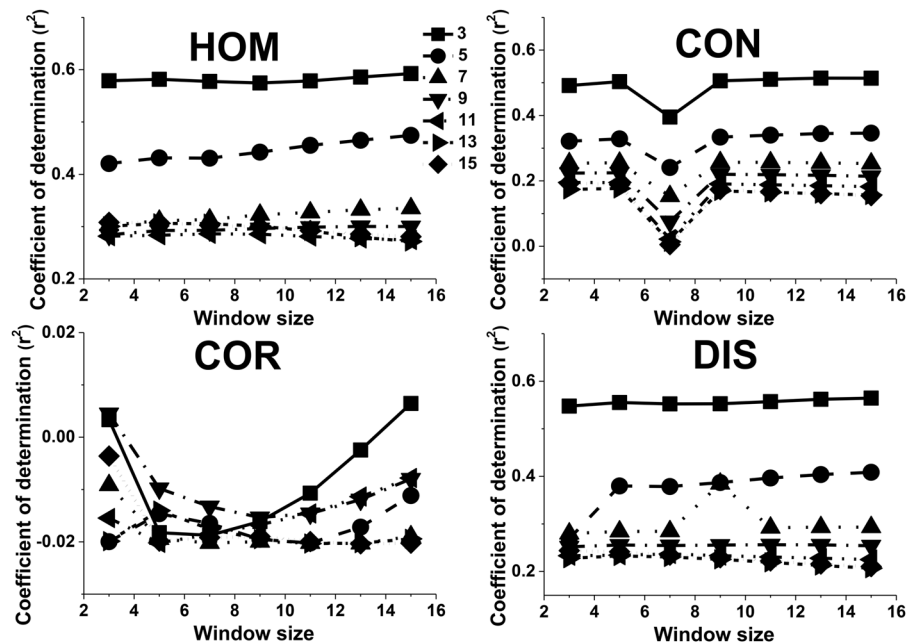 HOM
Coefficient of determination (r²)
0.6
0.4
0.2
2 4 6 8 10 12 14 16
Window size
3
5
7
9
11
13
15
CON
Coefficient of determination (r²)
0.6
0.4
0.2
0.0
2 4 6 8 10 12 14 16
Window size
COR
Coefficient of determination (r²)
0.02
0.00
-0.02
2 4 6 8 10 12 14 16
Window size
DIS
Coefficient of determination (r²)
0.6
0.4
0.2
2 4 6 8 10 12 14 16
Window size